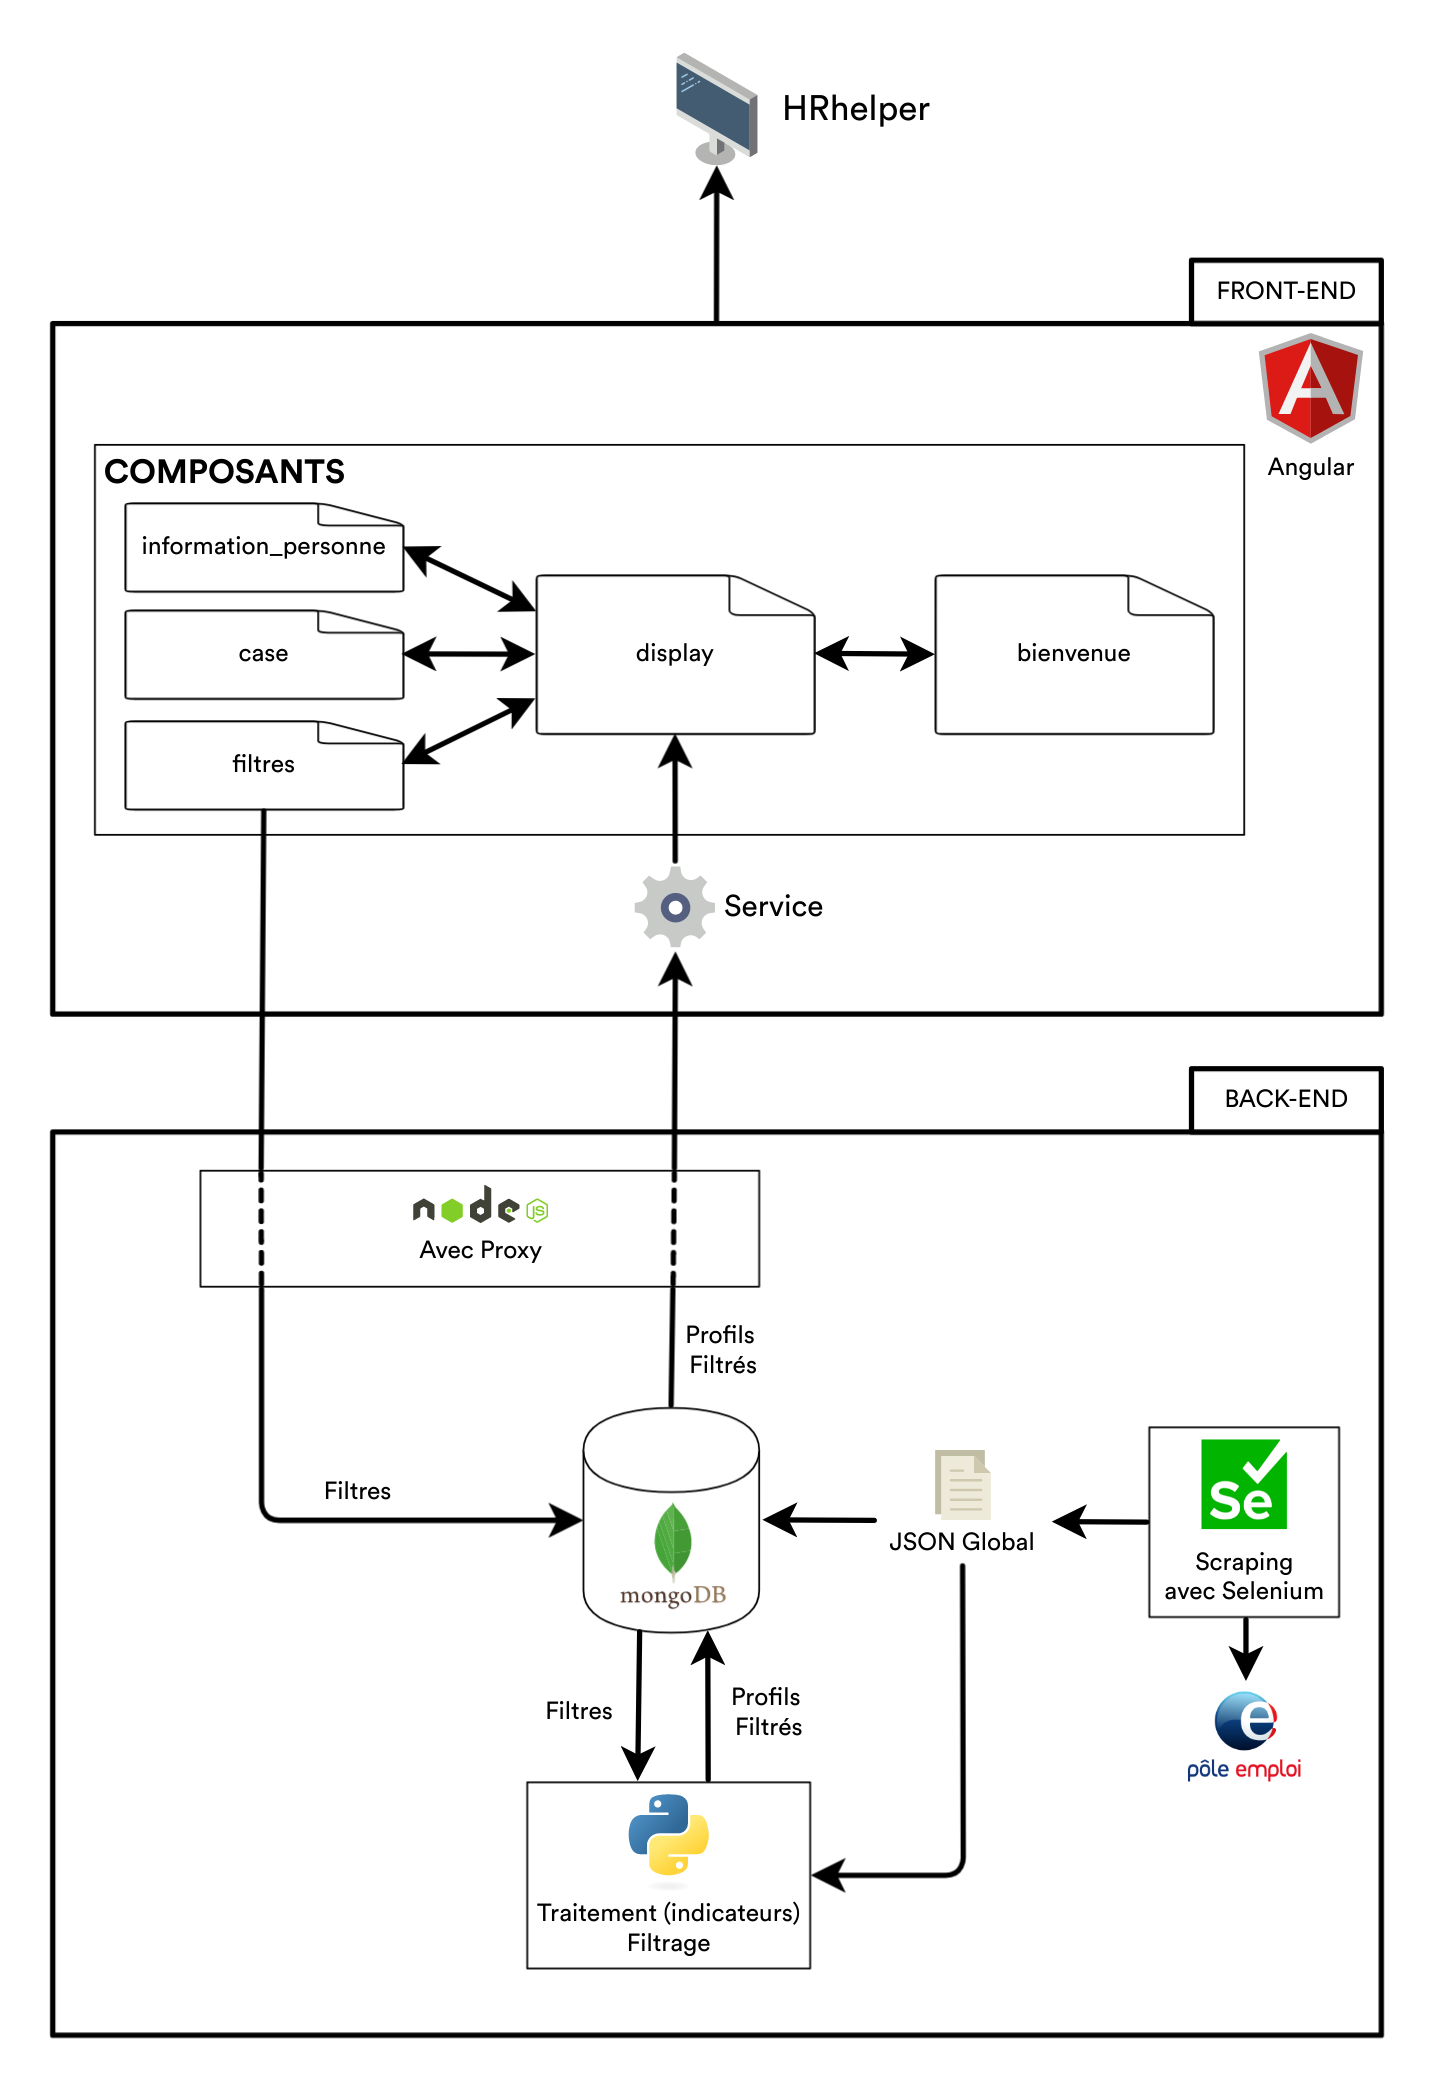 HRhelper
FRONT-END
Angular
COMPOSANTS
information_personne
case
filtres
display
bienvenue
Service
BACK-END
node JS
Avec Proxy
Profils
Filtrés
Filtres
mongoDB
JSON Global
Se
Scraping
avec Selenium
pôle emploi
Filtres
Profils
Filtrés
Traitement (indicateurs)
Filtrage